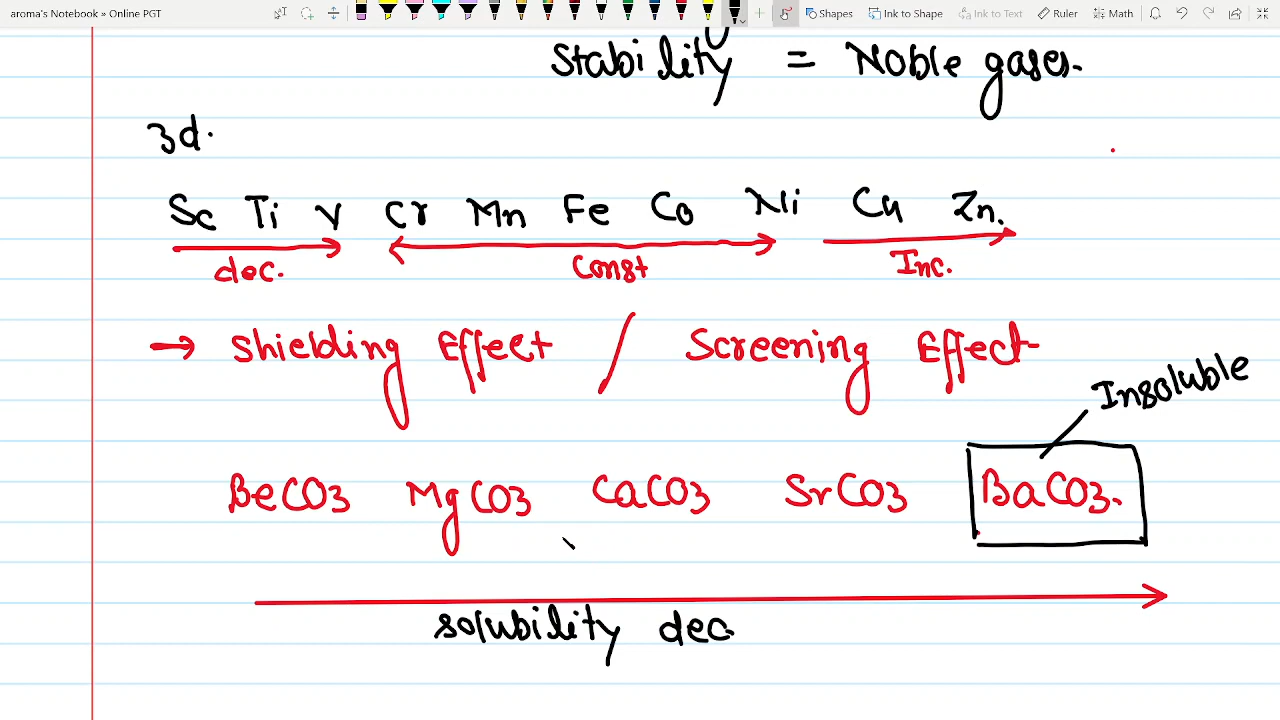 aroma's Notebook » Online PGT
Shapes Ink to Shape Ink to Text Ruler Math
Stability = Noble gases.
3d.
Sc Ti V Cr Mn Fe Co Ni Cu Zn.
dec. Const Inc.
→ Shielding Effect / Screening Effect
Insoluble
BeCO3 MgCO3 CaCO3 SrCO3 BaCO3.
solubility dec